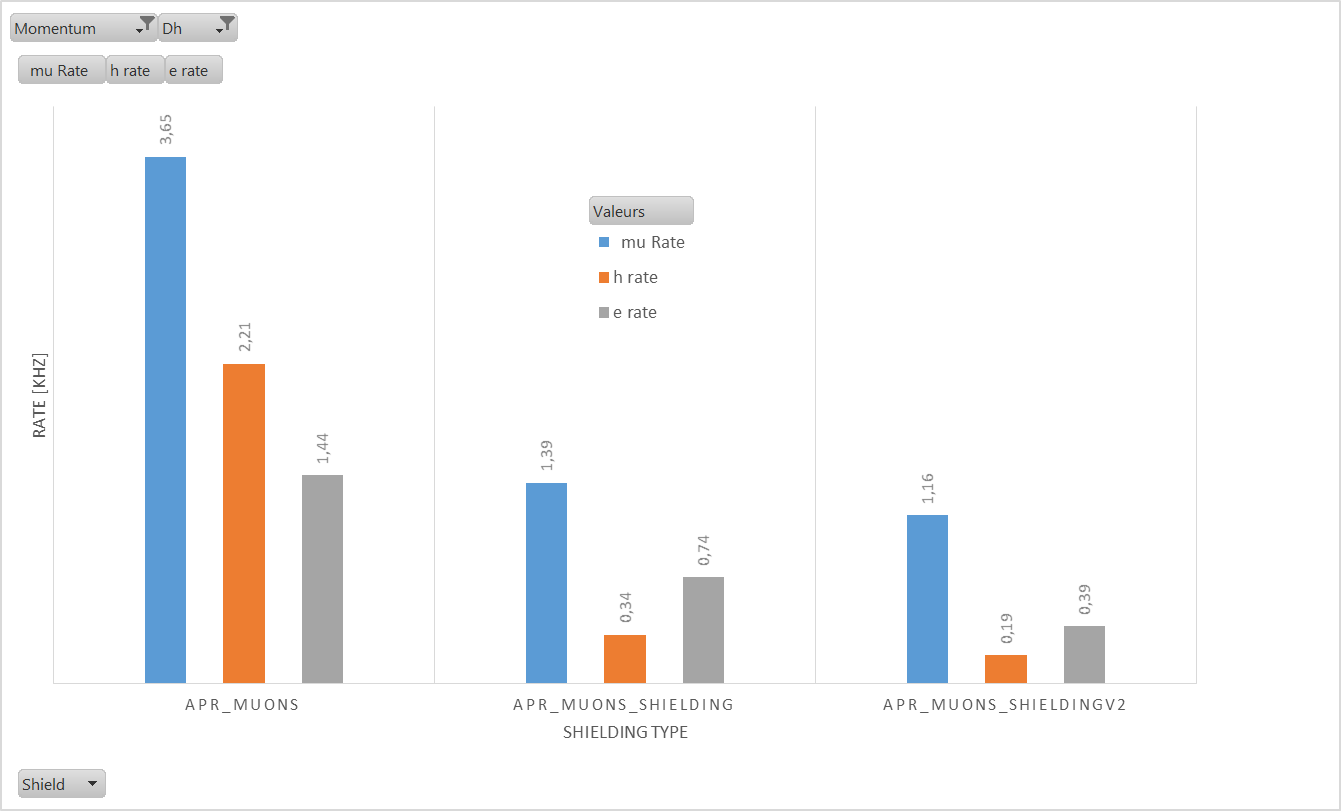 Momentum Dh
mu Rate h rate e rate
3,65
2,21
1,44
1,39
0,34
0,74
1,16
0,19
0,39
Valeurs
mu Rate
h rate
e rate
RATE [KHZ]
APR_MUONS APR_MUONS_SHIELDING APR_MUONS_SHIELDINGV2
SHIELDING TYPE
Shield